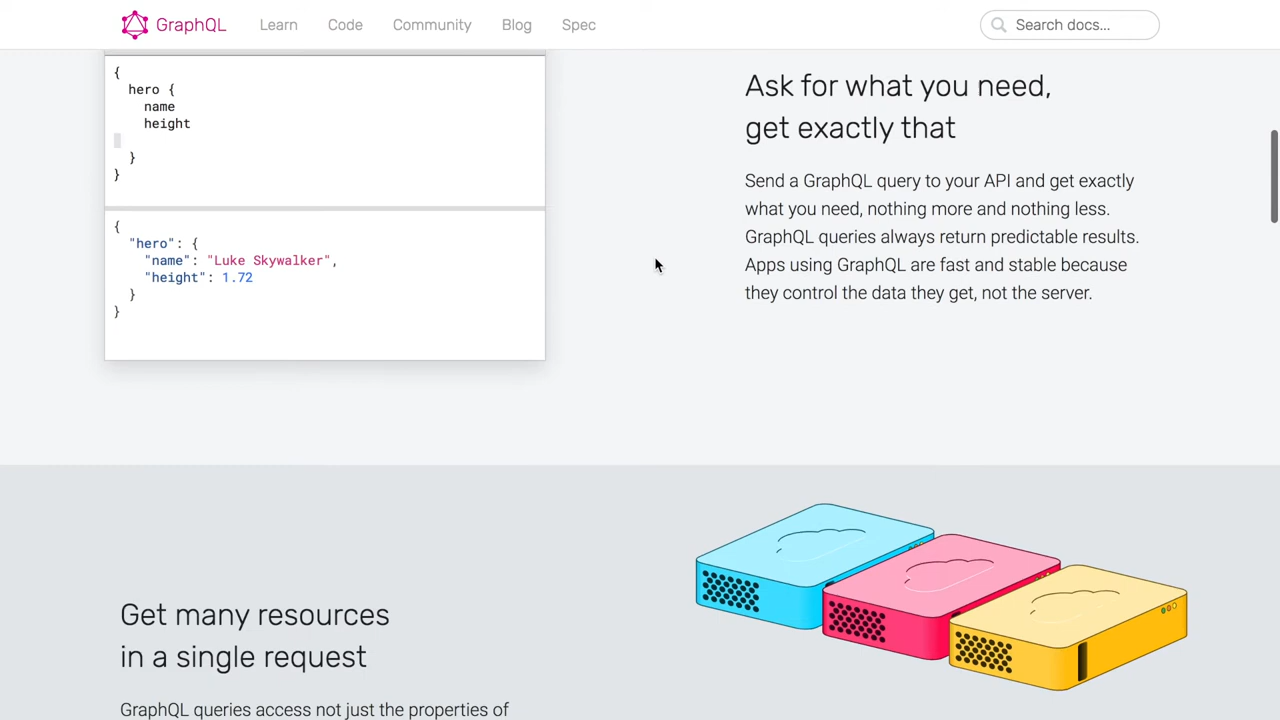 GraphQL Learn Code Community Blog Spec Search docs...
{
hero {
name
height
}
}
{
"hero": {
"name": "Luke Skywalker",
"height": 1.72
}
}
Ask for what you need,
get exactly that
Send a GraphQL query to your API and get exactly
what you need, nothing more and nothing less.
GraphQL queries always return predictable results.
Apps using GraphQL are fast and stable because
they control the data they get, not the server.
Get many resources
in a single request
GraphQL queries access not just the properties of